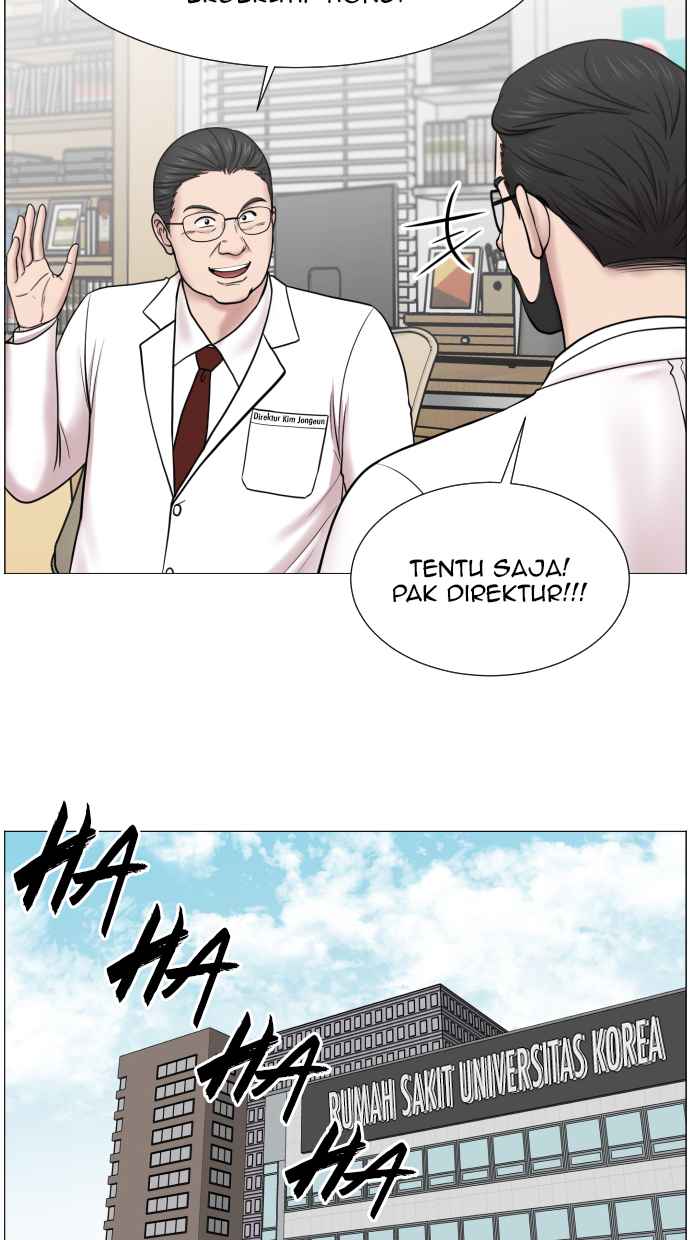 Direktur Kim Jongeun
TENTU SAJA!
PAK DIREKTUR!!!
HA
HA
HA
HA
RUMAH SAKIT UNIVERSITAS KOREA